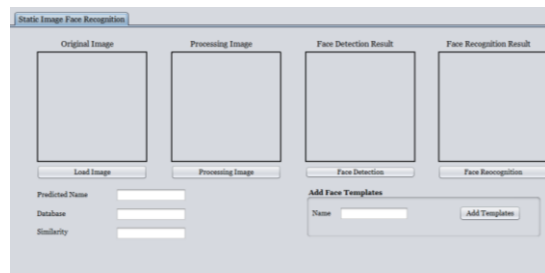 Static Image Face Recognition
Original Image Processing Image Face Detection Result Face Recognition Result
Load Image Processing Image Face Detection Face Reocognition
Predicted Name
Database
Similarity
Add Face Templates
Name Add Templates